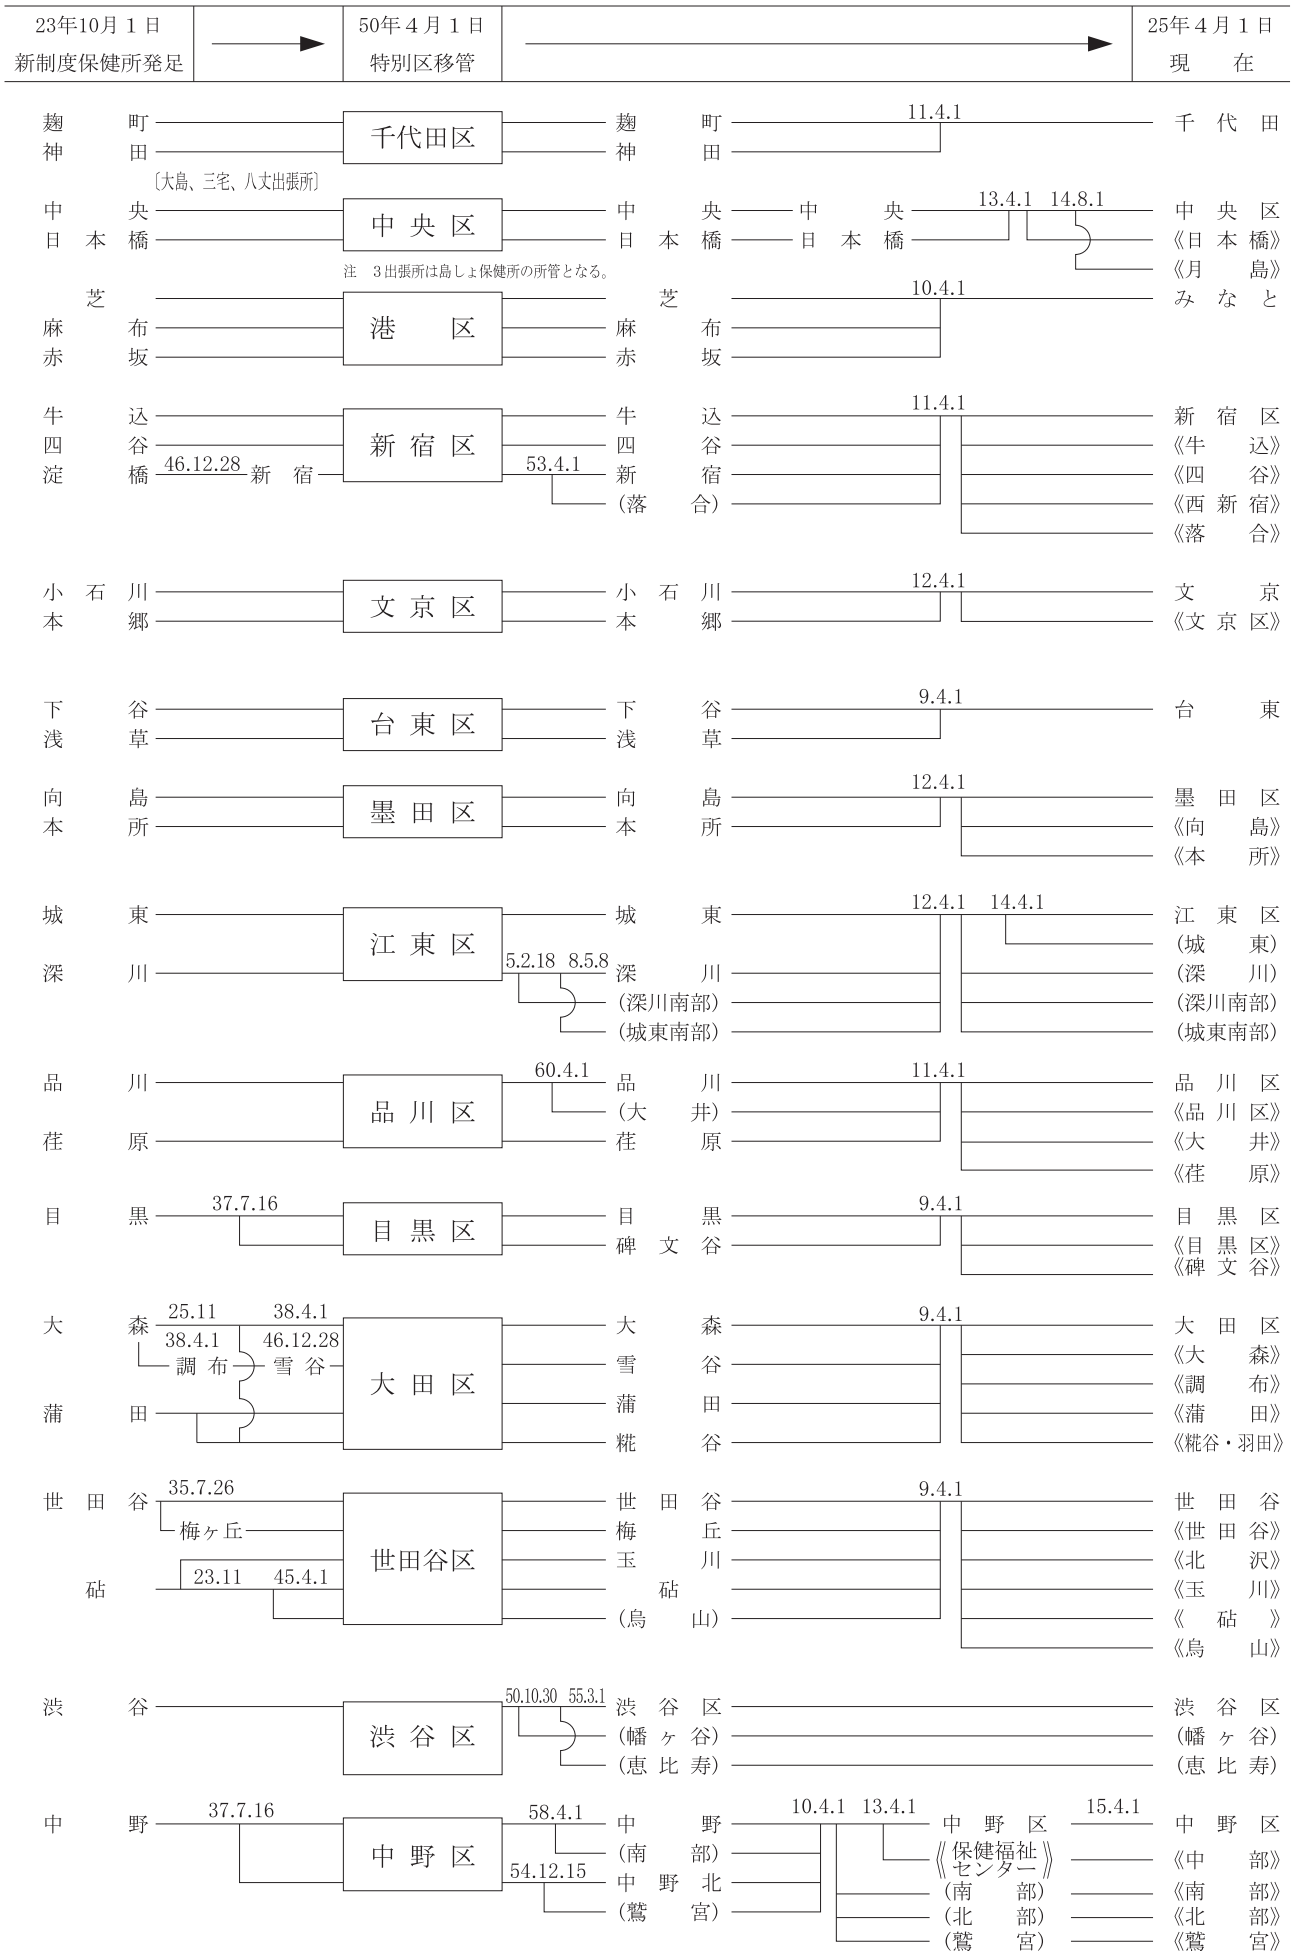 23年10月１日 50年４月１日 25年４月１日
新制度保健所発足 特別区移管 現　在
11.4.1
麹町 千代田区 麹町 千代田
神田 神田
〔大島、三宅、八丈出張所〕
13.4.1 14.8.1
中央 中央区 中央 中央 中央区
日本橋 日本橋 日本橋 《日本橋》
《月島》
注　３出張所は島しょ保健所の所管となる。
10.4.1
芝 港区 芝 みなと
麻布 麻布
赤坂 赤坂
11.4.1
牛込 新宿区 牛込 新宿区
四谷 四谷 《牛込》
46.12.28 53.4.1
淀橋 新宿 新宿 《四谷》
(落合) 《西新宿》
《落合》
12.4.1
小石川 文京区 小石川 文京
本郷 本郷 《文京区》
9.4.1
下谷 台東区 下谷 台東
浅草 浅草
12.4.1
向島 墨田区 向島 墨田区
本所 本所 《向島》
《本所》
12.4.1 14.4.1
城東 江東区 城東 江東区
(城東)
5.2.18 8.5.8
深川 深川 (深川)
(深川南部) (深川南部)
(城東南部) (城東南部)
60.4.1 11.4.1
品川 品川区 品川 品川区
(大井) 《品川区》
荏原 荏原 《大井》
《荏原》
37.7.16 9.4.1
目黒 目黒区 目黒 目黒区
碑文谷 《目黒区》
《碑文谷》
25.11 38.4.1 9.4.1
大森 大田区 大森 大田区
38.4.1 46.12.28
《大森》
調布 雪谷 雪谷 《調布》
蒲田 蒲田 《蒲田》
糀谷 《糀谷・羽田》
35.7.26 9.4.1
世田谷 世田谷区 世田谷 世田谷
梅ヶ丘 梅丘 《世田谷》
玉川 《北沢》
23.11 45.4.1
砧 砧 《玉川》
(烏山) 《砧》
《烏山》
50.10.30 55.3.1
渋谷 渋谷区 渋谷区 渋谷区
(幡ヶ谷) (幡ヶ谷)
(恵比寿) (恵比寿)
37.7.16 58.4.1 10.4.1 13.4.1 15.4.1
中野 中野区 中野 中野区 中野区
(南部) 《保健福祉
センター》 《中部》
54.12.15
中野北 (南部) 《南部》
(鷺宮) (北部) 《北部》
(鷺宮) 《鷺宮》